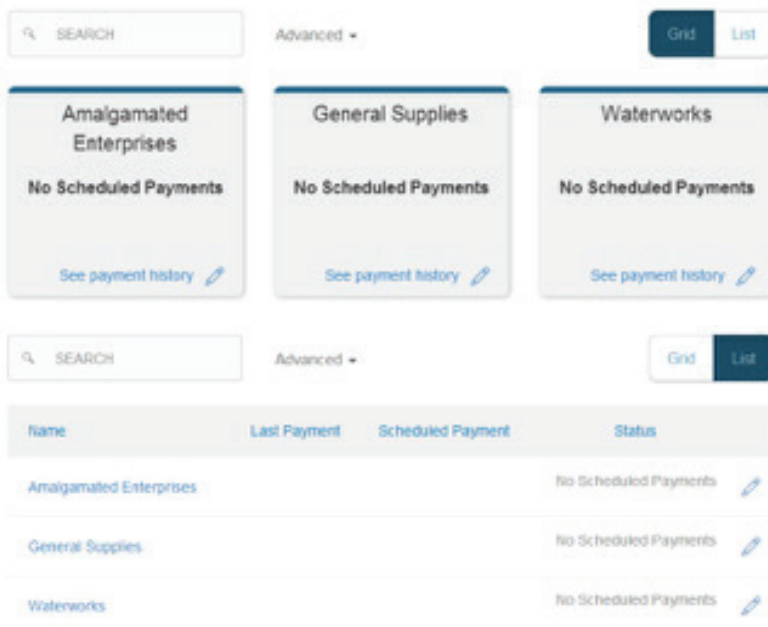 SEARCH Advanced Grid List
Amalgamated Enterprises
No Scheduled Payments
See payment history
General Supplies
No Scheduled Payments
See payment history
Waterworks
No Scheduled Payments
See payment history
SEARCH Advanced Grid List
Name Last Payment Scheduled Payment Status
Amalgamated Enterprises No Scheduled Payments
General Supplies No Scheduled Payments
Waterworks No Scheduled Payments